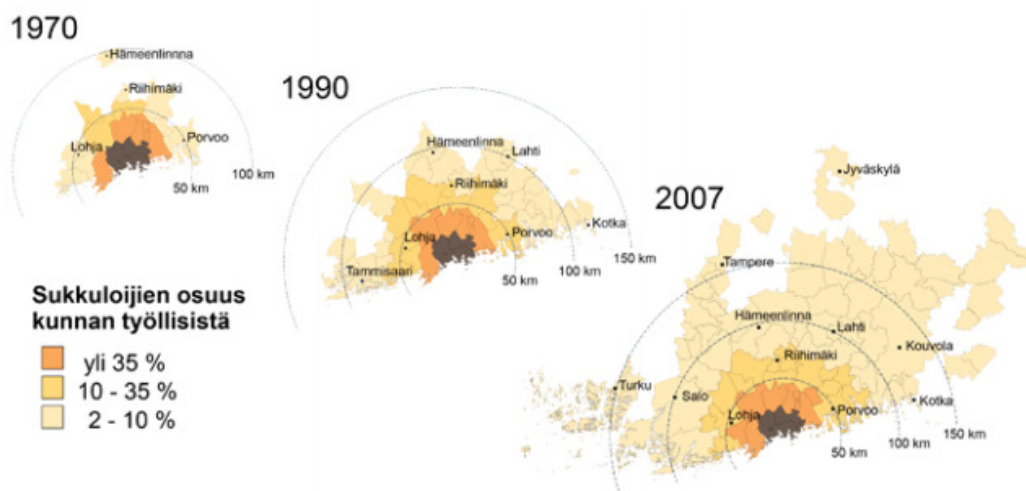 1970
Hämeenlinnna
Riihimäki
Lohja
Porvoo
50 km
100 km
1990
Hämeenlinna
Lahti
Riihimäki
Lohja
Porvoo
Kotka
Tammisaari
50 km
100 km
150 km
2007
Jyväskylä
Tampere
Hämeenlinna
Lahti
Kouvola
Riihimäki
Turku
Salo
Kotka
Lohja
Porvoo
50 km
100 km
150 km
Sukkuloijien osuus
kunnan työllisistä
yli 35 %
10 - 35 %
2 - 10 %